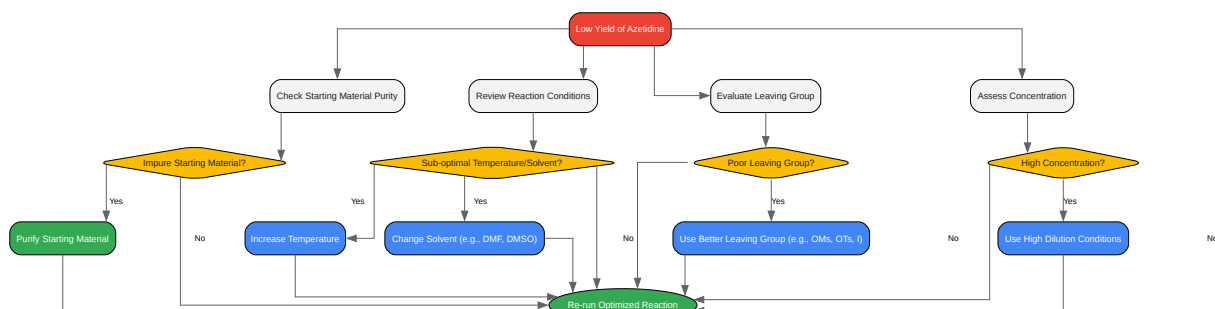 Low Yield of Azetidine
Check Starting Material Purity
Review Reaction Conditions
Evaluate Leaving Group
Assess Concentration
Impure Starting Material?
Sub-optimal Temperature/Solvent?
Poor Leaving Group?
High Concentration?
Yes
Yes
Yes
Yes
Yes
Purify Starting Material
No
Increase Temperature
Change Solvent (e.g., DMF, DMSO)
No
Use Better Leaving Group (e.g., OMs, OTs, I)
No
Use High Dilution Conditions
No
Re-run Optimized Reaction